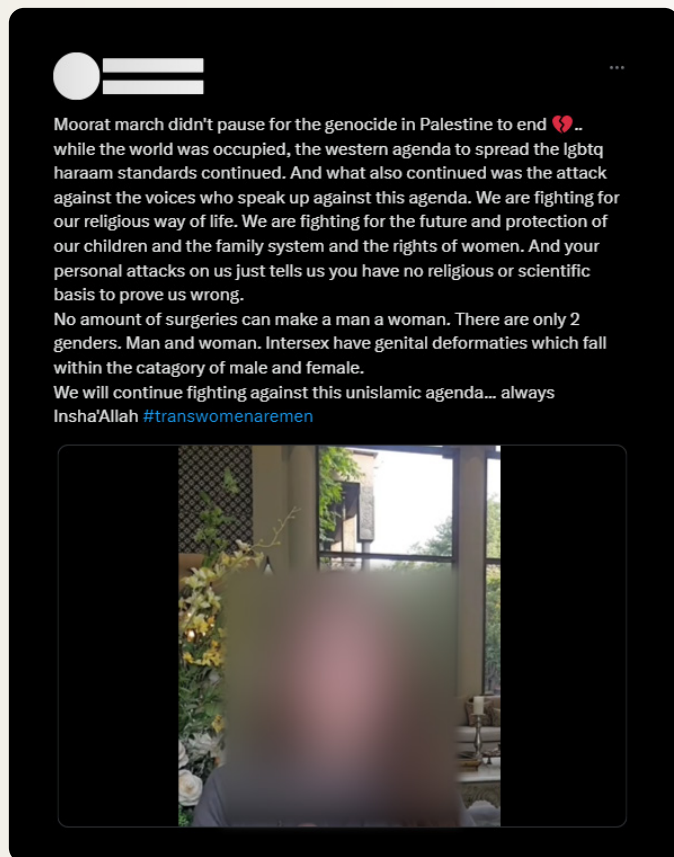 Moorat march didn't pause for the genocide in Palestine to end 💔..
while the world was occupied, the western agenda to spread the lgbtq
haraam standards continued. And what also continued was the attack
against the voices who speak up against this agenda. We are fighting for
our religious way of life. We are fighting for the future and protection of
our children and the family system and the rights of women. And your
personal attacks on us just tells us you have no religious or scientific
basis to prove us wrong.
No amount of surgeries can make a man a woman. There are only 2
genders. Man and woman. Intersex have genital deformaties which fall
within the catagory of male and female.
We will continue fighting against this unislamic agenda... always
Insha'Allah #transwomenaremen